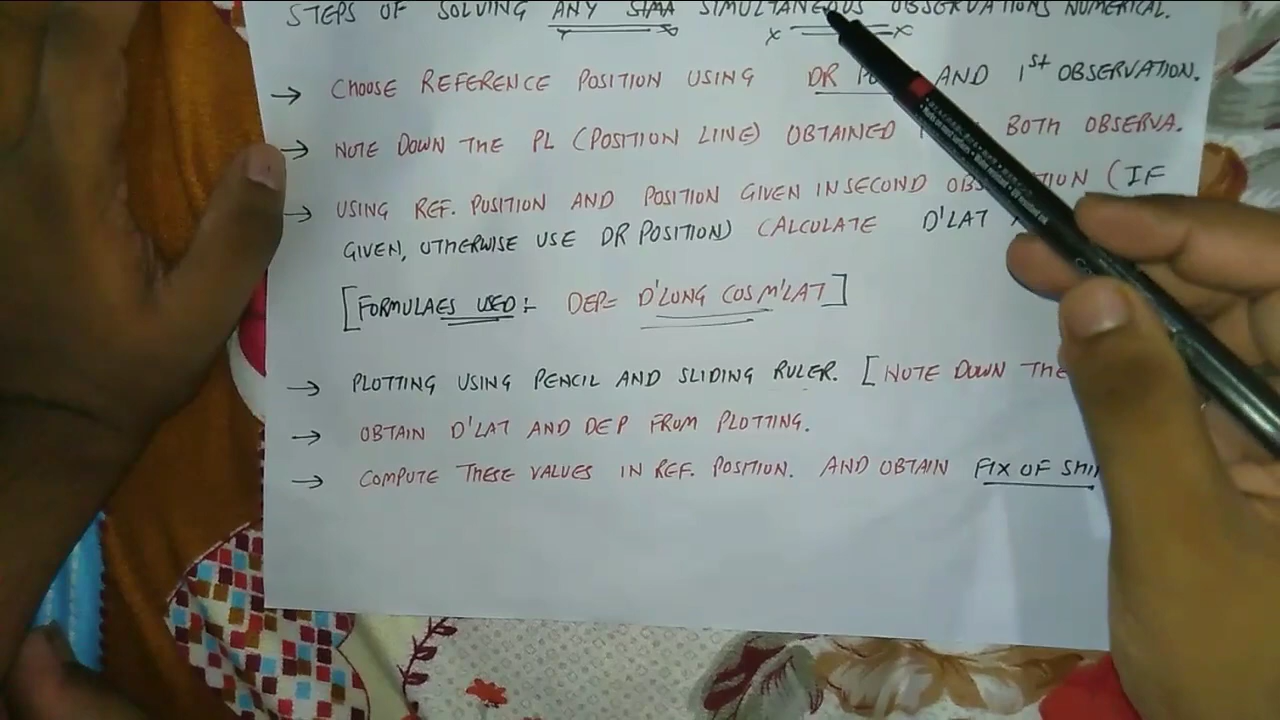 STEPS OF SOLVING ANY SIMA SIMULTANEOUS OBSERVATIONS NUMERICAL.
→ CHOOSE REFERENCE POSITION USING DR AND 1st OBSERVATION.
→ NOTE DOWN THE PL (POSITION LINE) OBTAINED BOTH OBSERVA.
→ USING REF. POSITION AND POSITION GIVEN IN SECOND (IF
GIVEN, OTHERWISE USE DR POSITION) CALCULATE D'LAT
[FORMULAES USED:- DEP= D'LONG COS M'LAT]
→ PLOTTING USING PENCIL AND SLIDING RULER. [NOTE DOWN THE
→ OBTAIN D'LAT AND DEP FROM PLOTTING.
→ COMPUTE THESE VALUES IN REF. POSITION. AND OBTAIN FIX OF